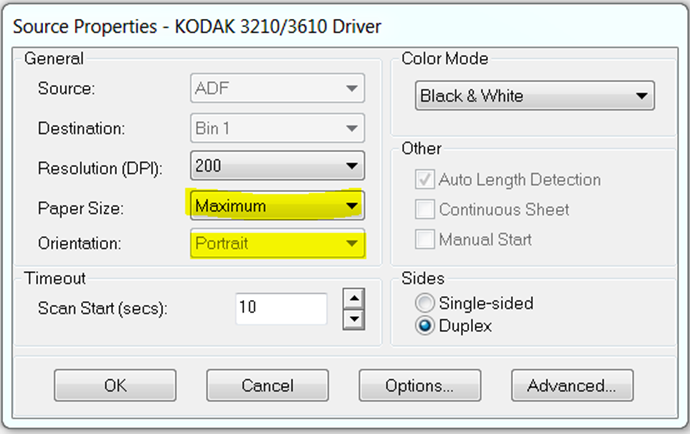 Source Properties - KODAK 3210/3610 Driver
General
Source: ADF
Destination: Bin 1
Resolution (DPI): 200
Paper Size: Maximum
Orientation: Portrait
Timeout
Scan Start (secs): 10
Color Mode
Black & White
Other
Auto Length Detection
Continuous Sheet
Manual Start
Sides
Single-sided
Duplex
OK Cancel Options... Advanced...